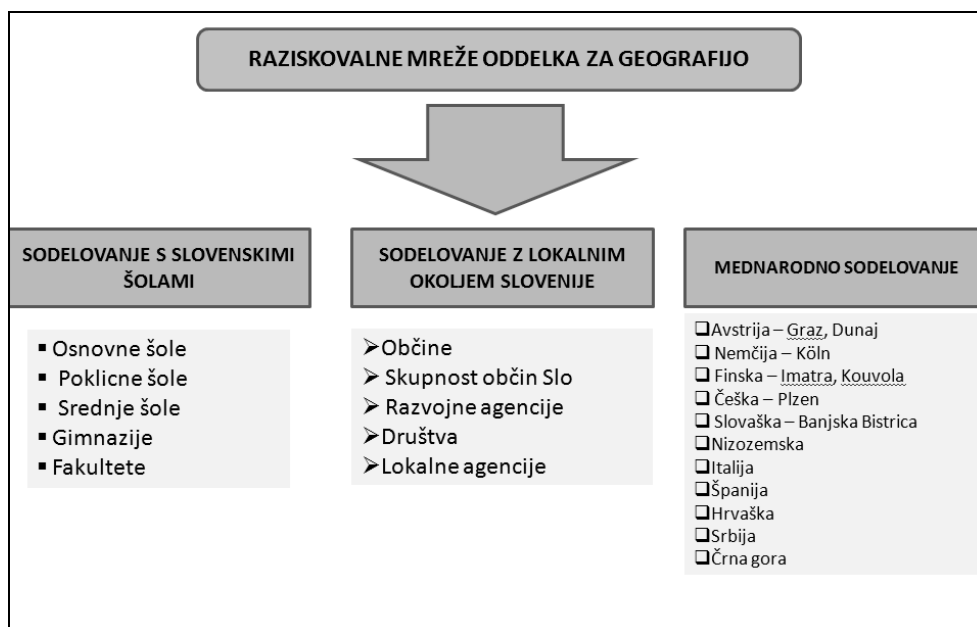 RAZISKOVALNE MREŽE ODDELKA ZA GEOGRAFIJO
SODELOVANJE S SLOVENSKIMI
ŠOLAMI
Osnovne šole
Poklicne šole
Srednje šole
Gimnazije
Fakultete
SODELOVANJE Z LOKALNIM
OKOLJEM SLOVENIJE
Občine
Skupnost občin Slo
Razvojne agencije
Društva
Lokalne agencije
MEDNARODNO SODELOVANJE
Avstrija – Graz, Dunaj
Nemčija – Köln
Finska – Imatra, Kouvola
Češka – Plzen
Slovaška – Banjska Bistrica
Nizozemska
Italija
Španija
Hrvaška
Srbija
Črna gora